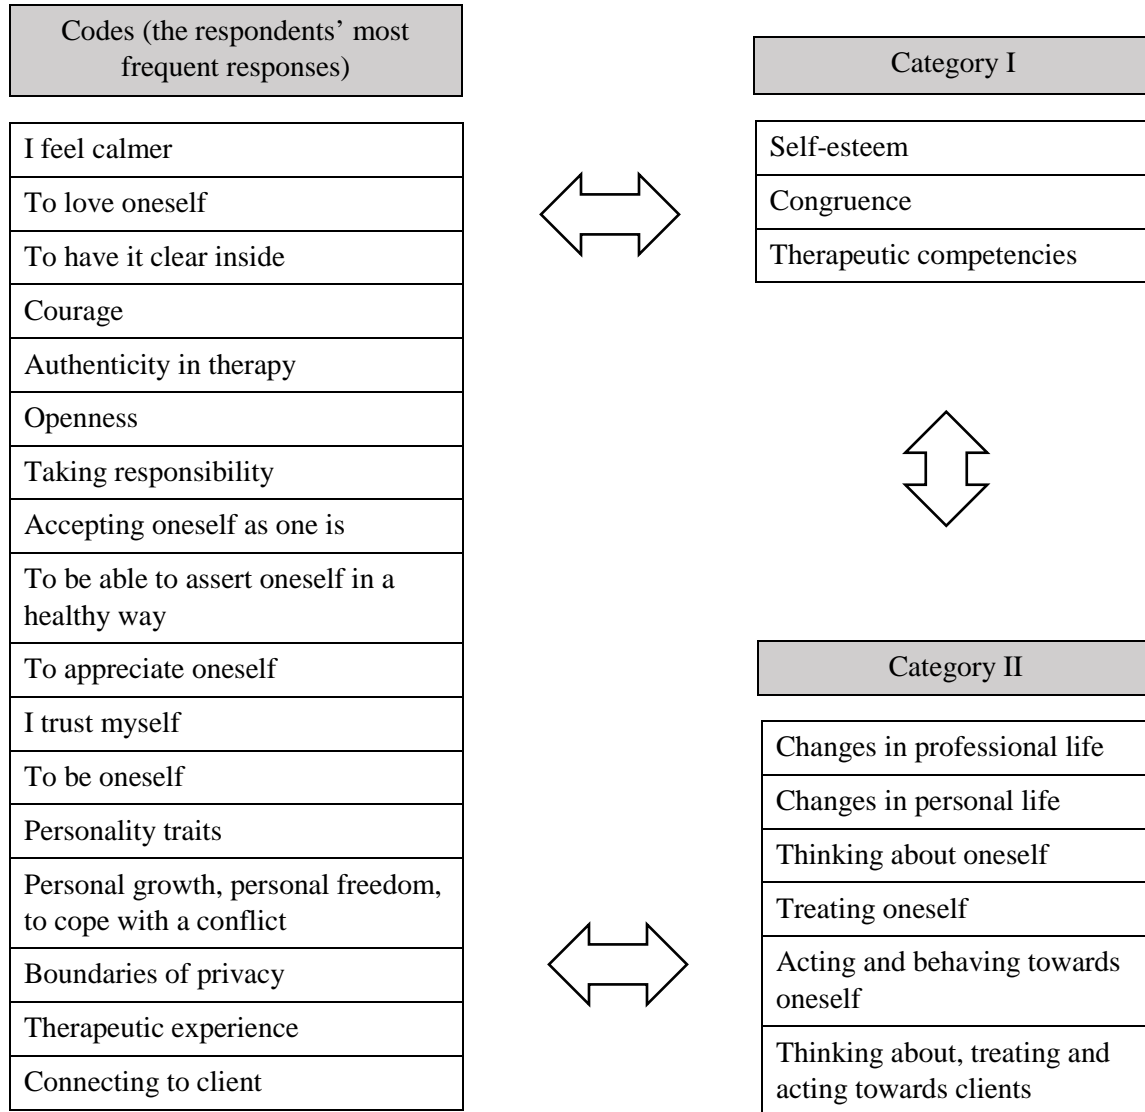 Codes (the respondents’ most
frequent responses)
I feel calmer
To love oneself
To have it clear inside
Courage
Authenticity in therapy
Openness
Taking responsibility
Accepting oneself as one is
To be able to assert oneself in a
healthy way
To appreciate oneself
I trust myself
To be oneself
Personality traits
Personal growth, personal freedom,
to cope with a conflict
Boundaries of privacy
Therapeutic experience
Connecting to client
Category I
Self-esteem
Congruence
Therapeutic competencies
Category II
Changes in professional life
Changes in personal life
Thinking about oneself
Treating oneself
Acting and behaving towards
oneself
Thinking about, treating and
acting towards clients